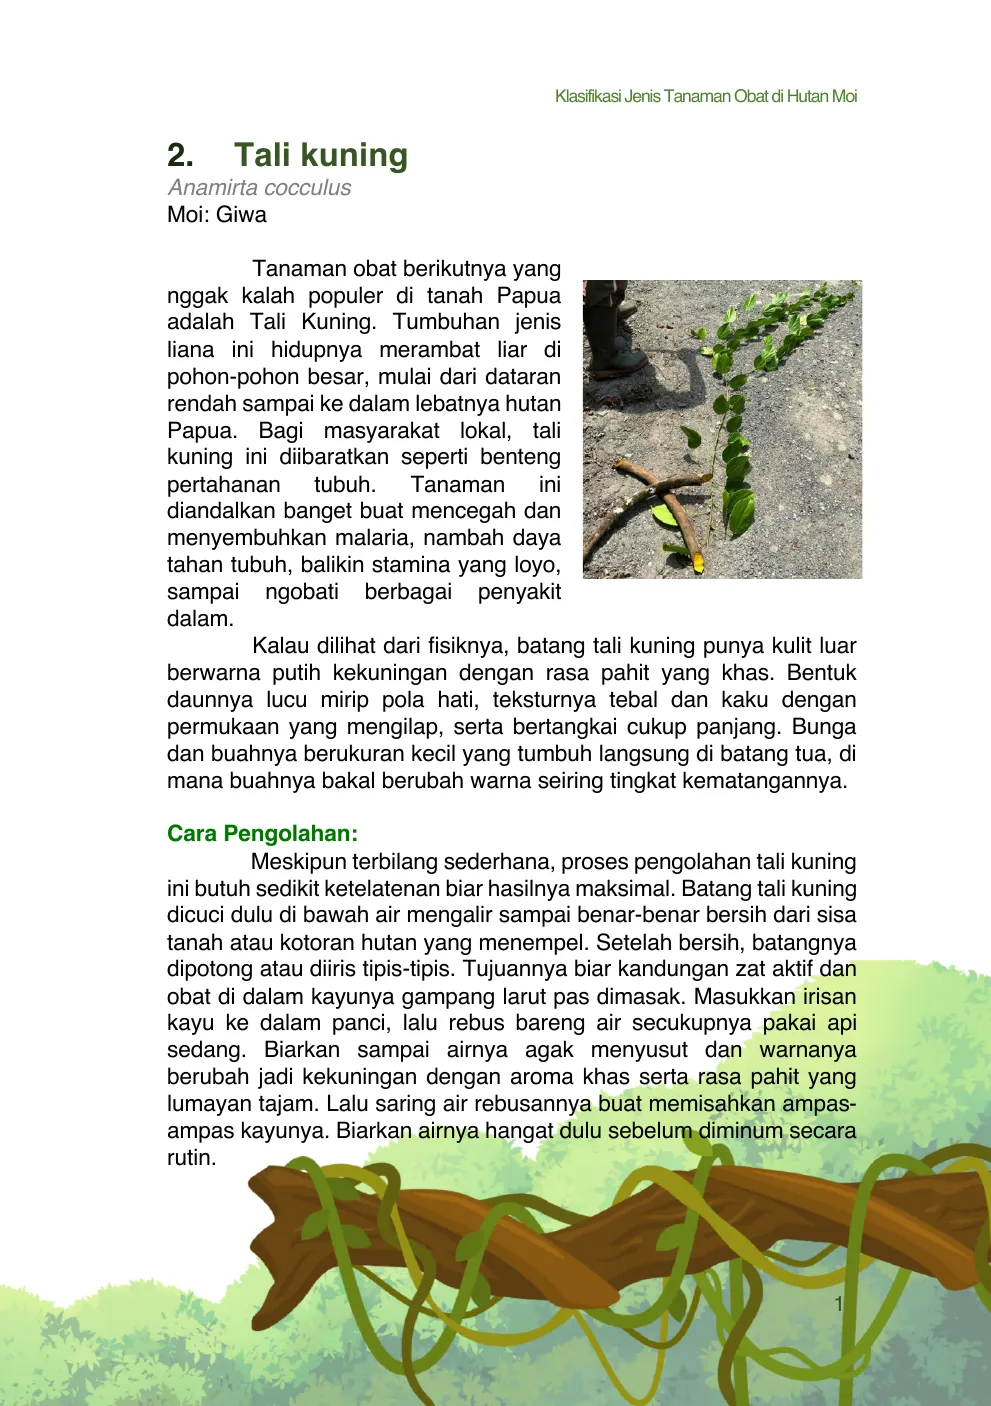 Klasifikasi Jenis Tanaman Obat di Hutan Moi
2. Tali kuning
Anamirta cocculus
Moi: Giwa
Tanaman obat berikutnya yang
nggak kalah populer di tanah Papua
adalah Tali Kuning. Tumbuhan jenis
liana ini hidupnya merambat liar di
pohon-pohon besar, mulai dari dataran
rendah sampai ke dalam lebatnya hutan
Papua. Bagi masyarakat lokal, tali
kuning ini diibaratkan seperti benteng
pertahanan tubuh. Tanaman ini
diandalkan banget buat mencegah dan
menyembuhkan malaria, nambah daya
tahan tubuh, balikin stamina yang loyo,
sampai ngobati berbagai penyakit
dalam.
Kalau dilihat dari fisiknya, batang tali kuning punya kulit luar
berwarna putih kekuningan dengan rasa pahit yang khas. Bentuk
daunnya lucu mirip pola hati, teksturnya tebal dan kaku dengan
permukaan yang mengilap, serta bertangkai cukup panjang. Bunga
dan buahnya berukuran kecil yang tumbuh langsung di batang tua, di
mana buahnya bakal berubah warna seiring tingkat kematangannya.
Cara Pengolahan:
Meskipun terbilang sederhana, proses pengolahan tali kuning
ini butuh sedikit ketelatenan biar hasilnya maksimal. Batang tali kuning
dicuci dulu di bawah air mengalir sampai benar-benar bersih dari sisa
tanah atau kotoran hutan yang menempel. Setelah bersih, batangnya
dipotong atau diiris tipis-tipis. Tujuannya biar kandungan zat aktif dan
obat di dalam kayunya gampang larut pas dimasak. Masukkan irisan
kayu ke dalam panci, lalu rebus bareng air secukupnya pakai api
sedang. Biarkan sampai airnya agak menyusut dan warnanya
berubah jadi kekuningan dengan aroma khas serta rasa pahit yang
lumayan tajam. Lalu saring air rebusannya buat memisahkan ampas-
ampas kayunya. Biarkan airnya hangat dulu sebelum diminum secara
rutin.
1